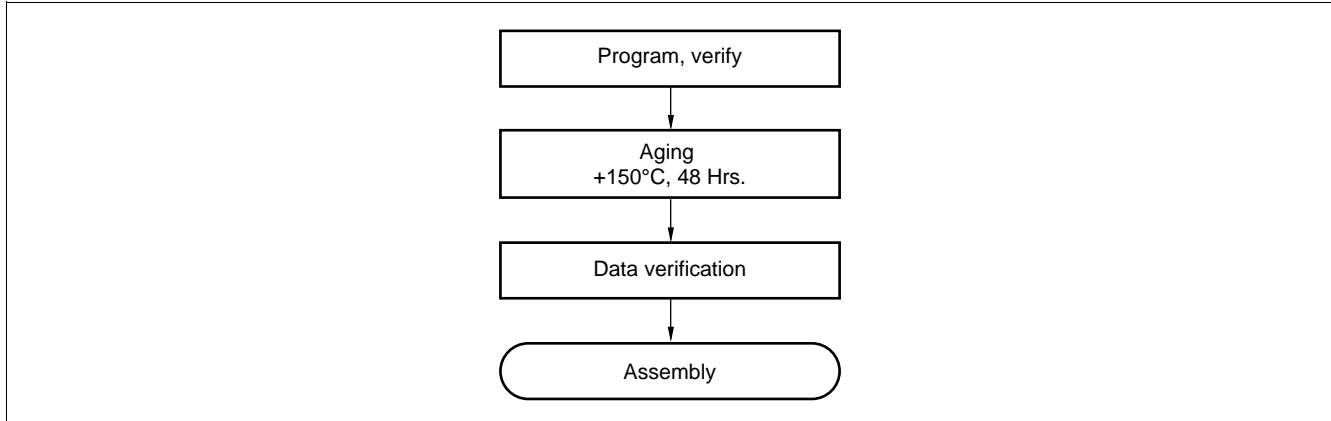 Program, verify
Aging
+150°C, 48 Hrs.
Data verification
Assembly